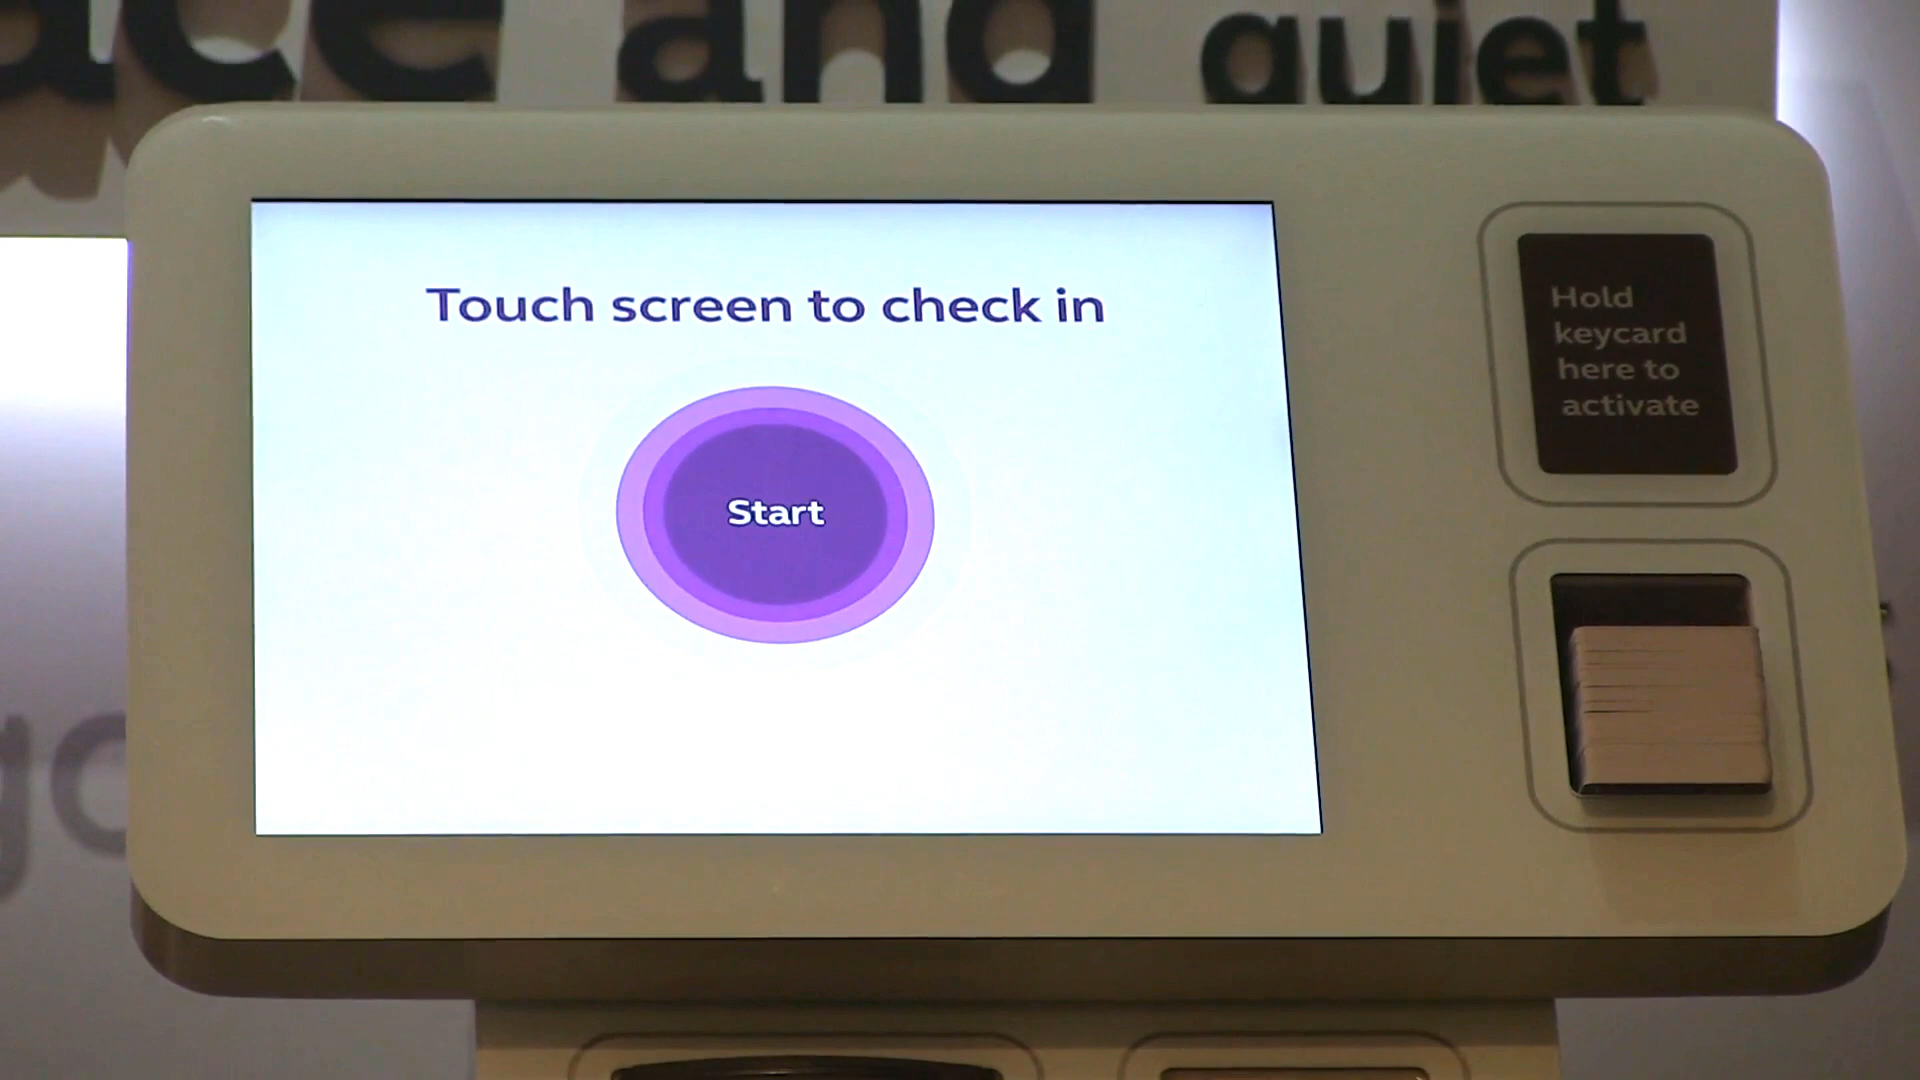 and quiet
Touch screen to check in
Start
Hold
keycard
here to
activate